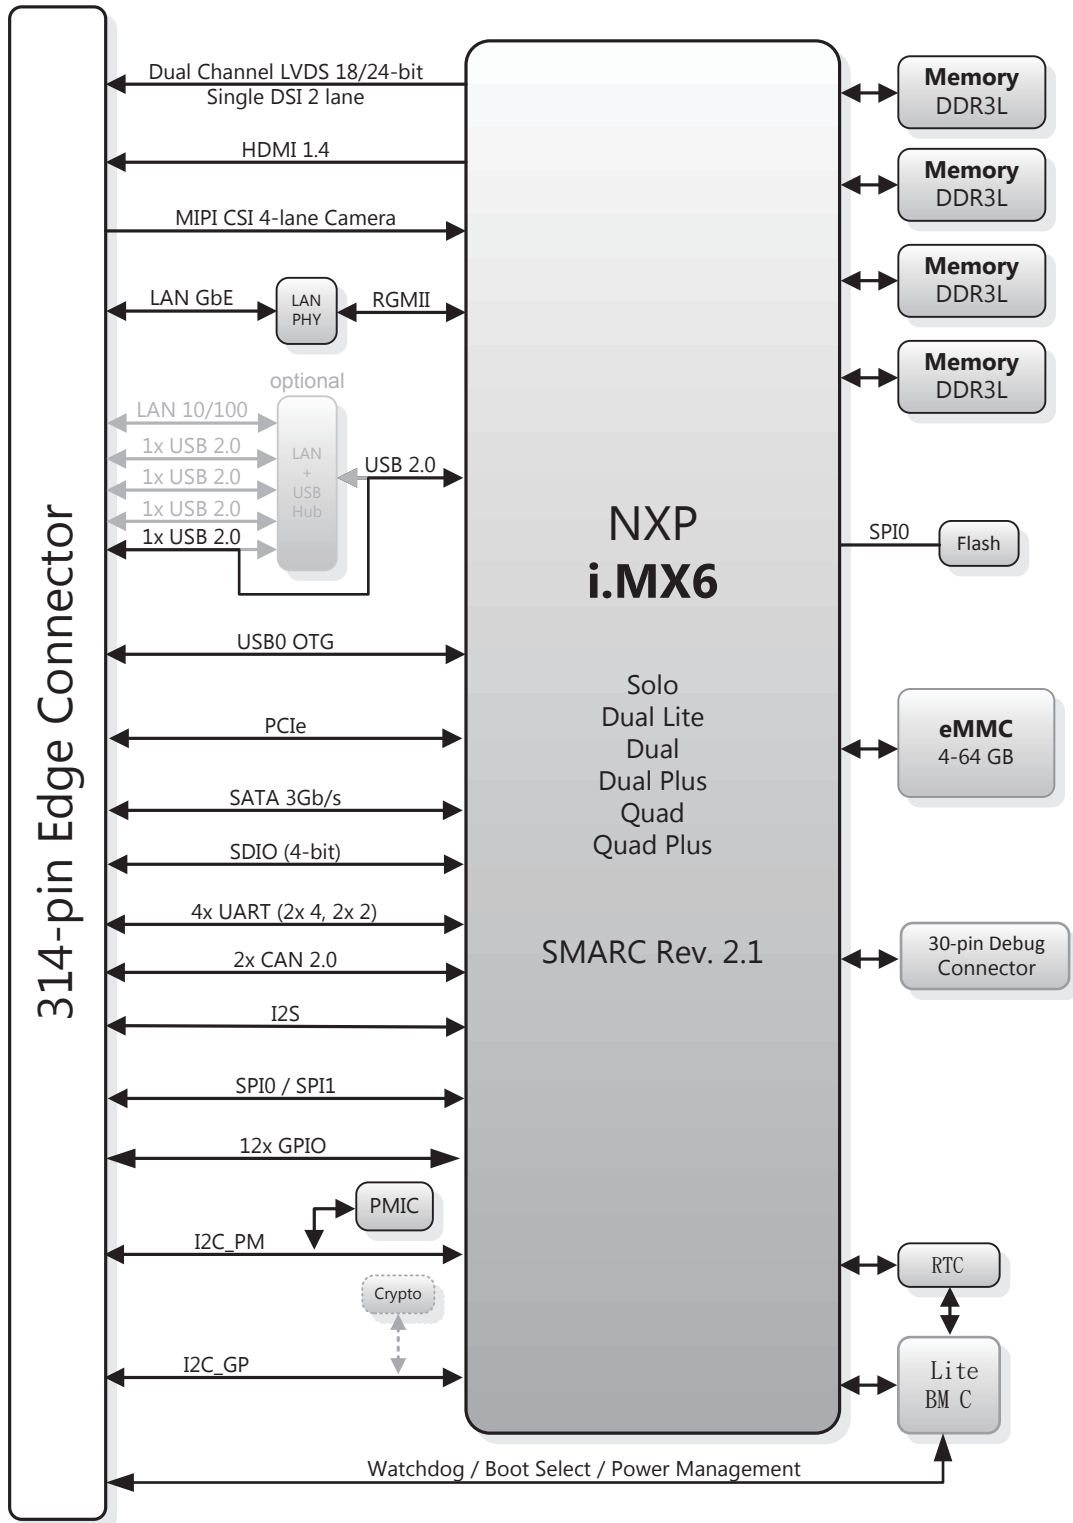 314-pin Edge Connector
Dual Channel LVDS 18/24-bit
Single DSI 2 lane
HDMI 1.4
MIPI CSI 4-lane Camera
LAN GbE
LAN
PHY
RGMII
optional
LAN 10/100
1x USB 2.0
1x USB 2.0
1x USB 2.0
1x USB 2.0
LAN
+
USB
Hub
USB 2.0
USB0 OTG
PCIe
SATA 3Gb/s
SDIO (4-bit)
4x UART (2x 4, 2x 2)
2x CAN 2.0
I2S
SPI0 / SPI1
12x GPIO
PMIC
I2C_PM
Crypto
I2C_GP
Watchdog / Boot Select / Power Management
NXP
i.MX6
Solo
Dual Lite
Dual
Dual Plus
Quad
Quad Plus
SMARC Rev. 2.1
Memory
DDR3L
Memory
DDR3L
Memory
DDR3L
Memory
DDR3L
SPI0
Flash
eMMC
4-64 GB
30-pin Debug
Connector
RTC
Lite
BM C